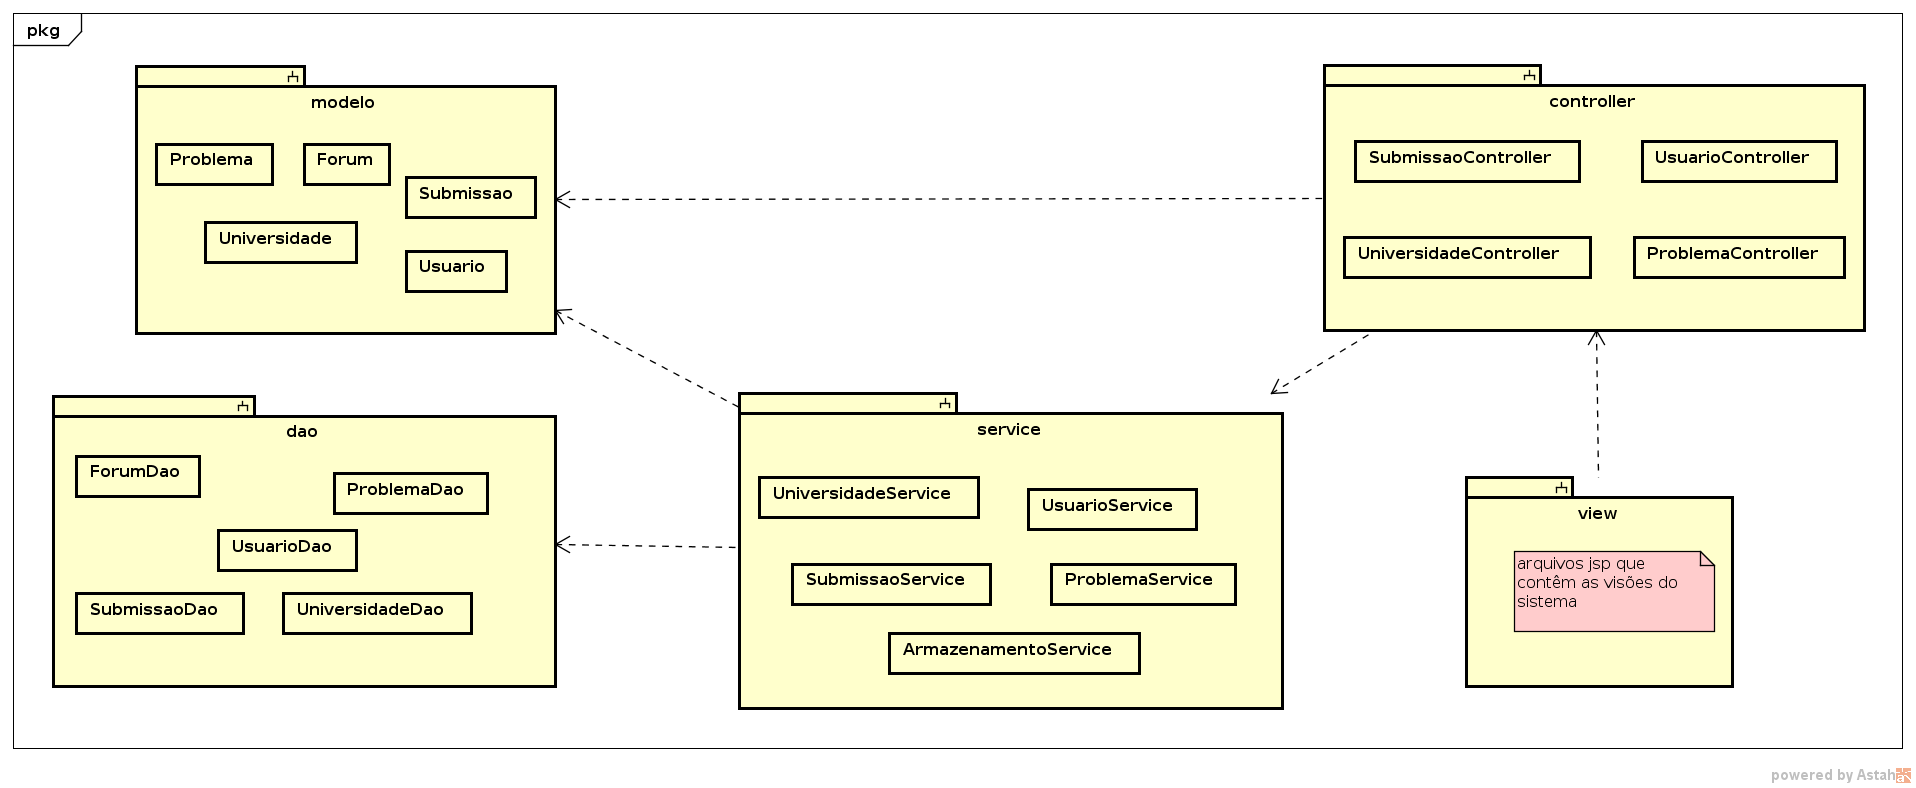 pkg
modelo
Problema
Forum
Submissao
Universidade
Usuario
controller
SubmissaoController
UsuarioController
UniversidadeController
ProblemaController
dao
ForumDao
ProblemaDao
UsuarioDao
SubmissaoDao
UniversidadeDao
service
UniversidadeService
UsuarioService
SubmissaoService
ProblemaService
ArmazenamentoService
view
arquivos jsp que
contêm as visões do
sistema
powered by Astah